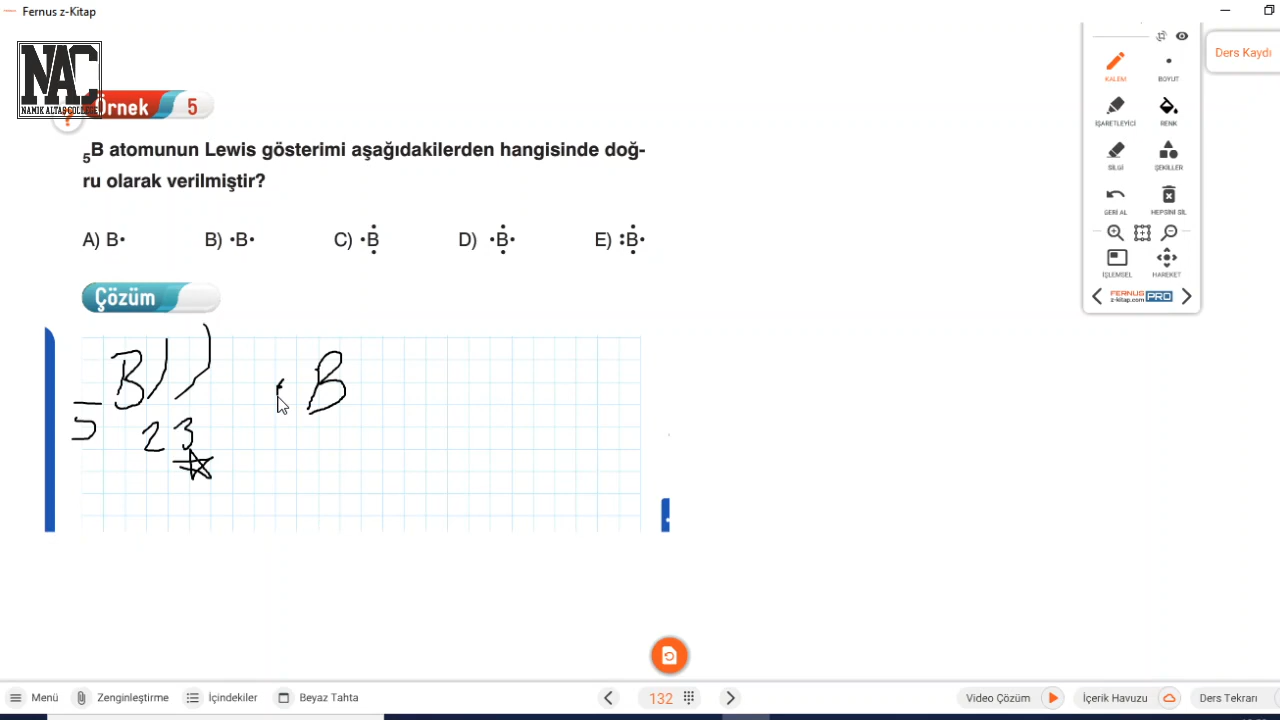 Fernus z-Kitap
NAC
NAMIK ALTAS COLLEGE
?
Örnek 5
₅B atomunun Lewis gösterimi aşağıdakilerden hangisinde doğ-
ru olarak verilmiştir?
A) B• B) •B• C) •B D) •B• E) :B•
Çözüm
B
5
2 3
B
Ders Kaydı
KALEM BOYUT
İŞARETLEYİCİ RENK
SİLGİ ŞEKİLLER
GERİ AL HEPSİNİ SİL
İŞLEMSEL HAREKET
FERNUS
z-kitap.com PRO
Menü Zenginleştirme İçindekiler Beyaz Tahta 132 Video Çözüm İçerik Havuzu Ders Tekrarı